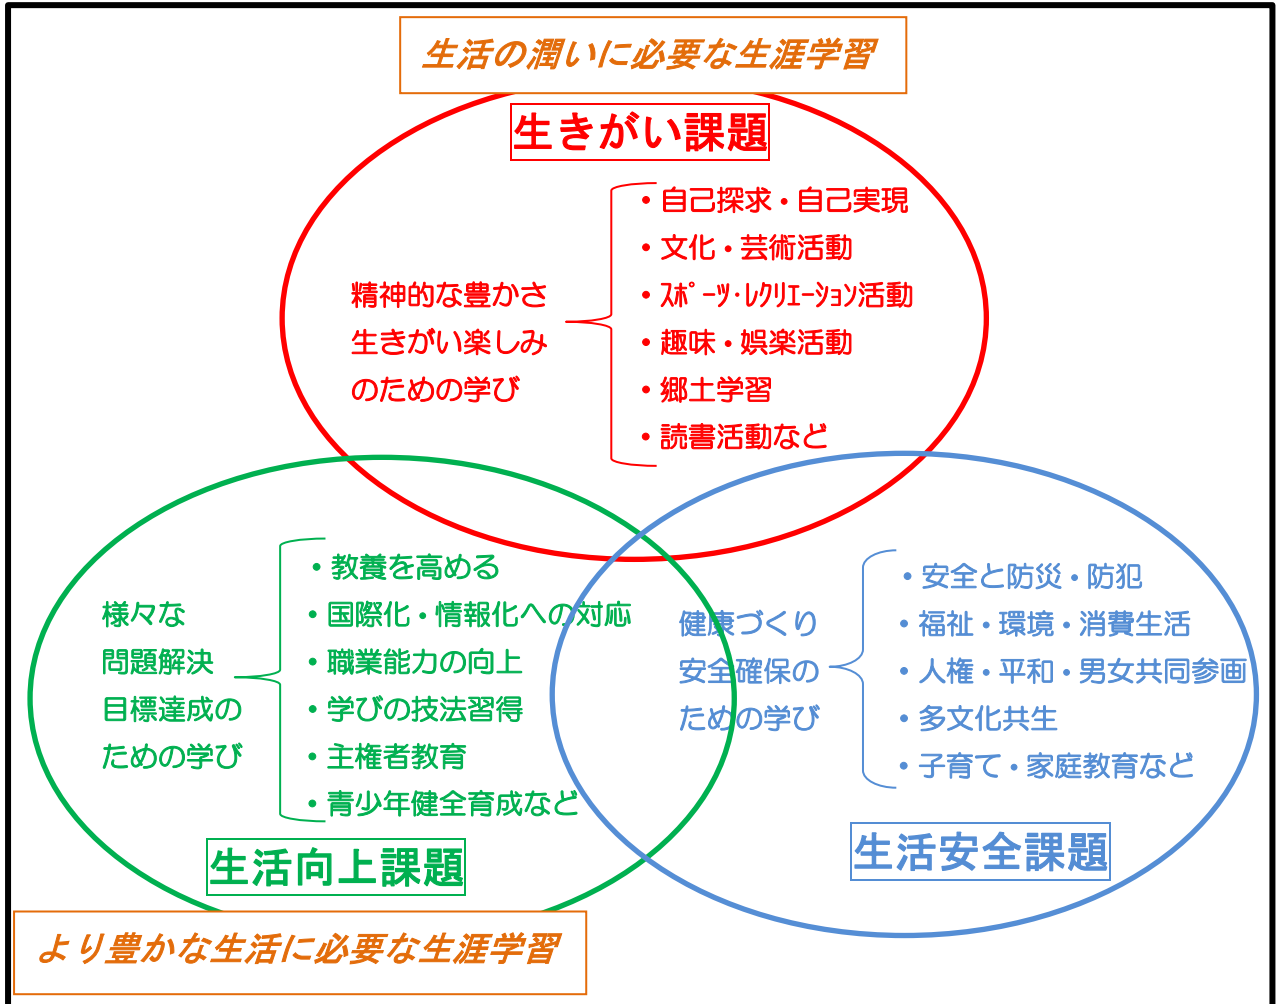 生活の潤いに必要な生涯学習
生きがい課題
精神的な豊かさ
生きがい楽しみ
のための学び
・自己探求・自己実現
・文化・芸術活動
・ｽﾎﾟｰﾂ・ﾚｸﾘｴｰｼｮﾝ活動
・趣味・娯楽活動
・郷土学習
・読書活動など
様々な
問題解決
目標達成の
ための学び
・教養を高める
・国際化・情報化への対応
・職業能力の向上
・学びの技法習得
・主権者教育
・青少年健全育成など
生活向上課題
健康づくり
安全確保の
ための学び
・安全と防災・防犯
・福祉・環境・消費生活
・人権・平和・男女共同参画
・多文化共生
・子育て・家庭教育など
生活安全課題
より豊かな生活に必要な生涯学習